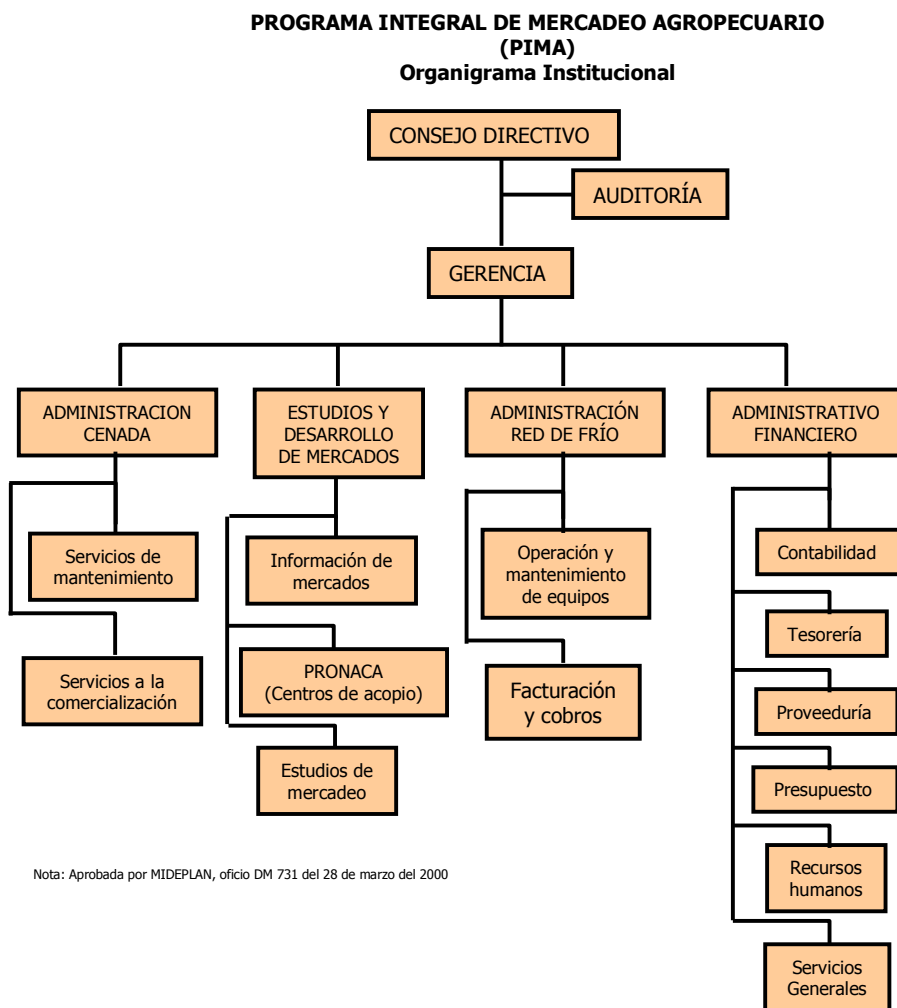 PROGRAMA INTEGRAL DE MERCADEO AGROPECUARIO
(PIMA)
Organigrama Institucional
CONSEJO DIRECTIVO
AUDITORÍA
GERENCIA
ADMINISTRACION
CENADA
Servicios de
mantenimiento
Servicios a la
comercialización
ESTUDIOS Y
DESARROLLO
DE MERCADOS
Información de
mercados
PRONACA
(Centros de acopio)
Estudios de
mercadeo
ADMINISTRACIÓN
RED DE FRÍO
Operación y
mantenimiento
de equipos
Facturación
y cobros
ADMINISTRATIVO
FINANCIERO
Contabilidad
Tesorería
Proveeduría
Presupuesto
Recursos
humanos
Servicios
Generales
Nota: Aprobada por MIDEPLAN, oficio DM 731 del 28 de marzo del 2000